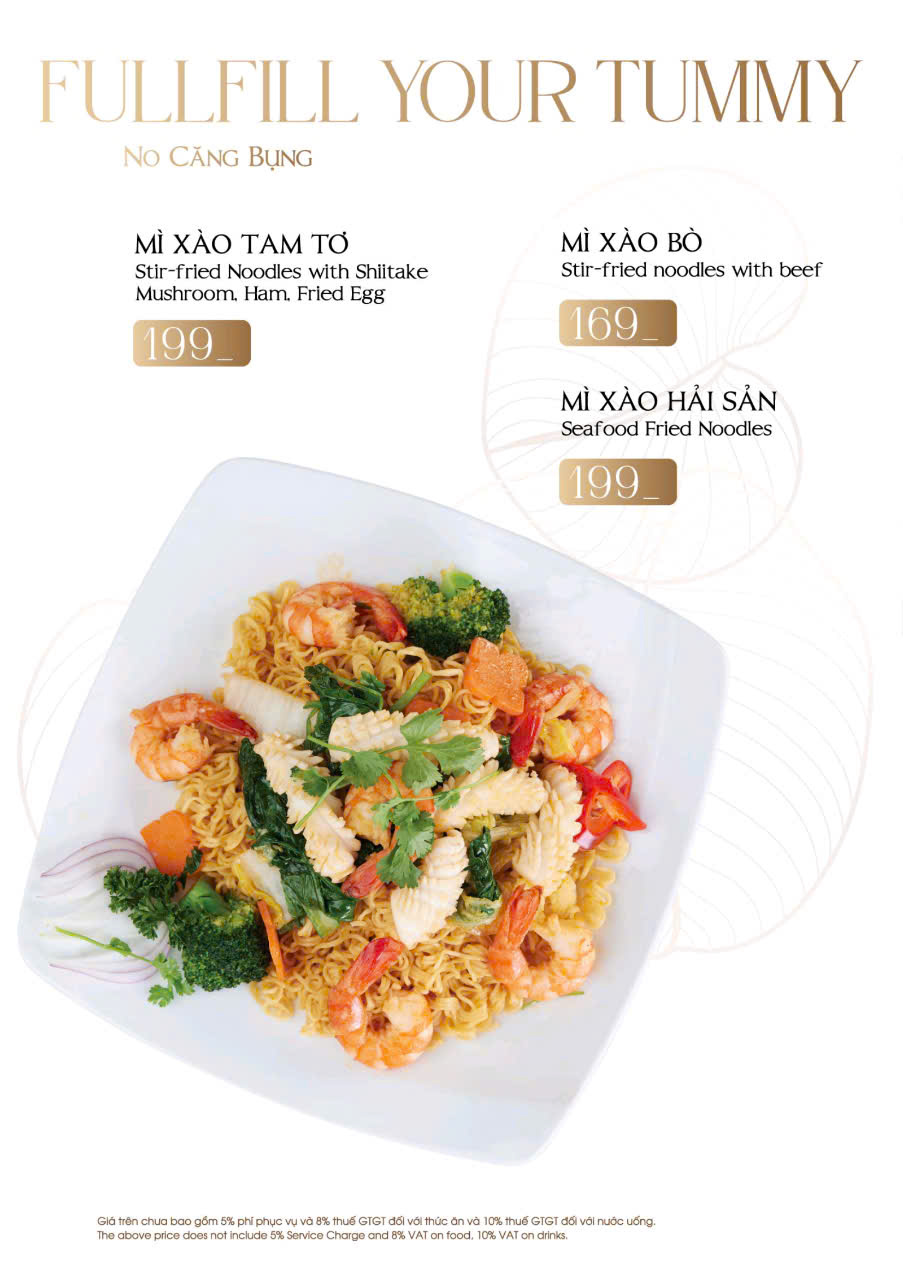 FULLFILL YOUR TUMMY
NO CĂNG BỤNG
MÌ XÀO TAM TƠ
Stir-fried Noodles with Shiitake
Mushroom, Ham, Fried Egg
199_
MÌ XÀO BÒ
Stir-fried noodles with beef
169_
MÌ XÀO HẢI SẢN
Seafood Fried Noodles
199_
Giá trên chưa bao gồm 5% phí phục vụ và 8% thuế GTGT đối với thức ăn và 10% thuế GTGT đối với nước uống.
The above price does not include 5% Service Charge and 8% VAT on food, 10% VAT on drinks.